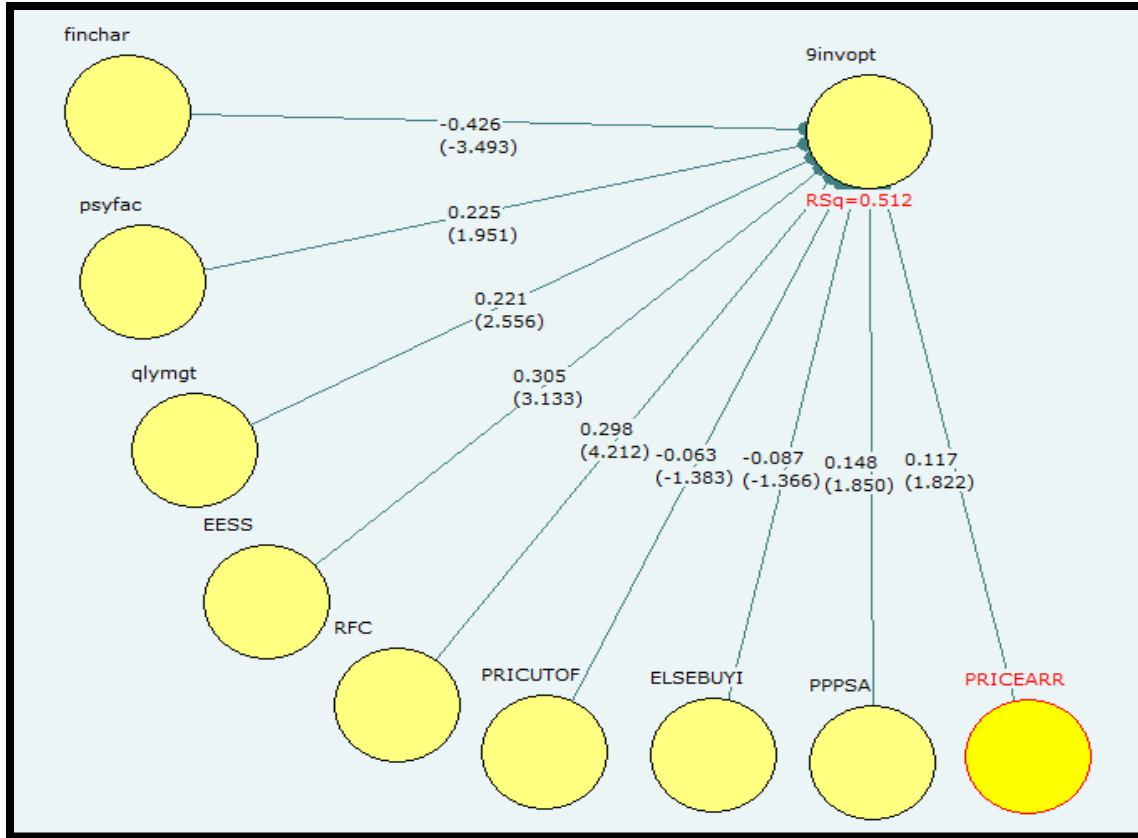 finchar
9invopt
-0.426
(-3.493)
RSq=0.512
psyfac
0.225
(1.951)
0.221
(2.556)
qlymgt
0.305
(3.133)
0.298
(4.212)
-0.063
(-1.383)
-0.087
(-1.366)
0.148
(1.850)
0.117
(1.822)
EESS
RFC
PRICUTOF
ELSEBUYI
PPPSA
PRICEARR